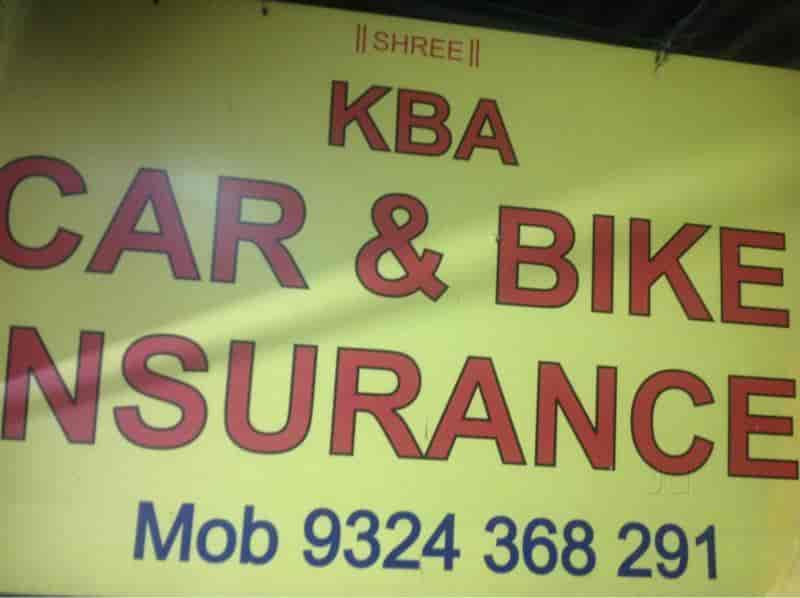 ||SHREE||
KBA
CAR & BIKE
NSURANCE
Mob 9324 368 291